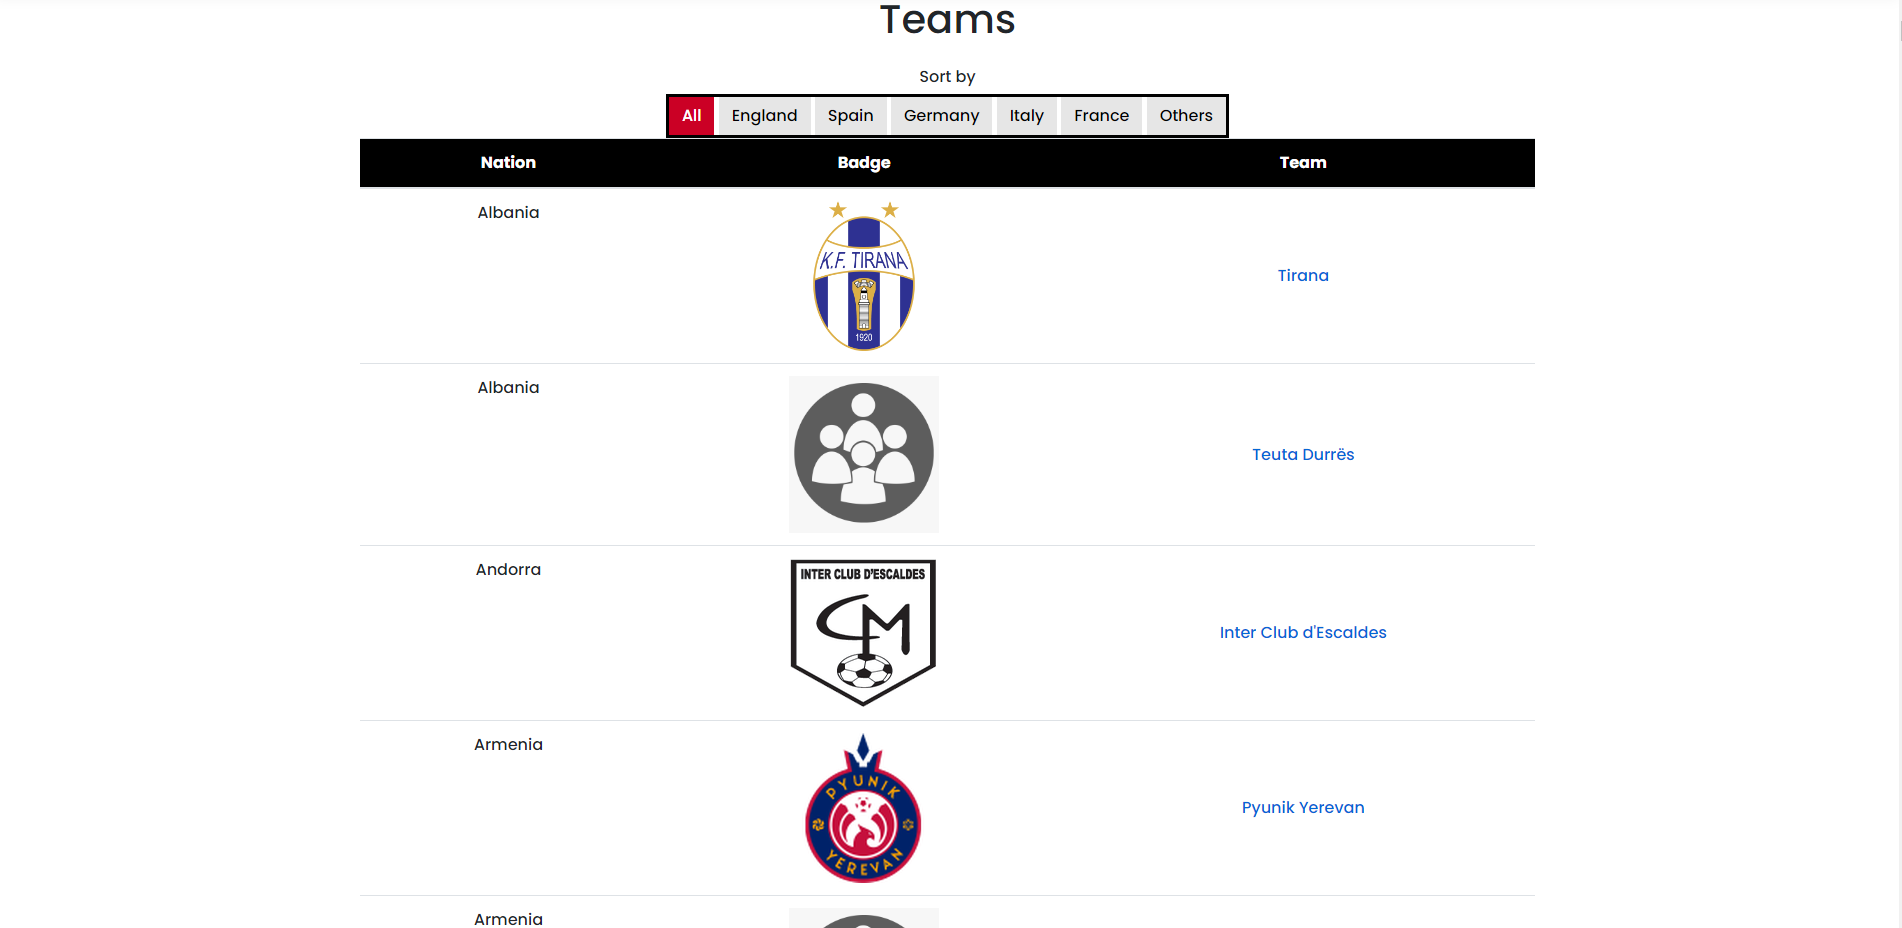 Teams
Sort by
All England Spain Germany Italy France Others
Nation Badge Team
Albania
K.F. TIRANA
1920
Tirana
Albania
Teuta Durrës
Andorra
INTER CLUB D'ESCALDES
CM
Inter Club d'Escaldes
Armenia
PYUNIK
YEREVAN
Pyunik Yerevan
Armenia